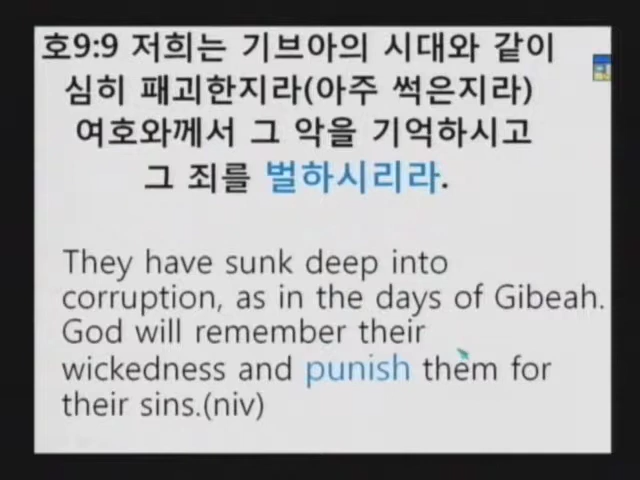 호9:9 저희는 기브아의 시대와 같이
심히 패괴한지라(아주 썩은지라)
여호와께서 그 악을 기억하시고
그 죄를 벌하시리라.
They have sunk deep into
corruption, as in the days of Gibeah.
God will remember their
wickedness and punish them for
their sins.(niv)